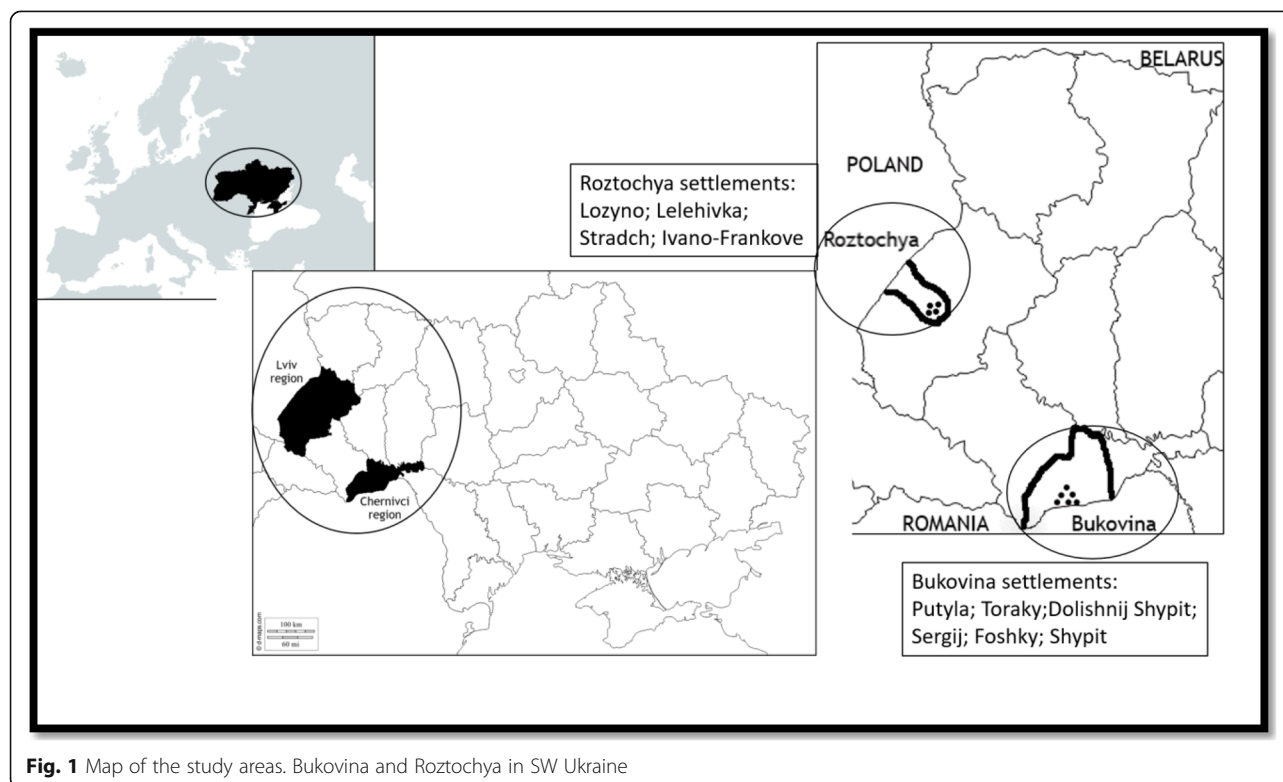 BELARUS
POLAND
Roztochya settlements:
Lozyno; Lelehivka;
Stradch; Ivano-Frankove
Roztochya
Lviv
region
Chernivci
region
ROMANIA
Bukovina
Bukovina settlements:
Putyla; Toraky;Dolishnij Shypit;
Sergij; Foshky; Shypit
100 km
60 mi
© d-maps.com
Fig. 1 Map of the study areas. Bukovina and Roztochya in SW Ukraine